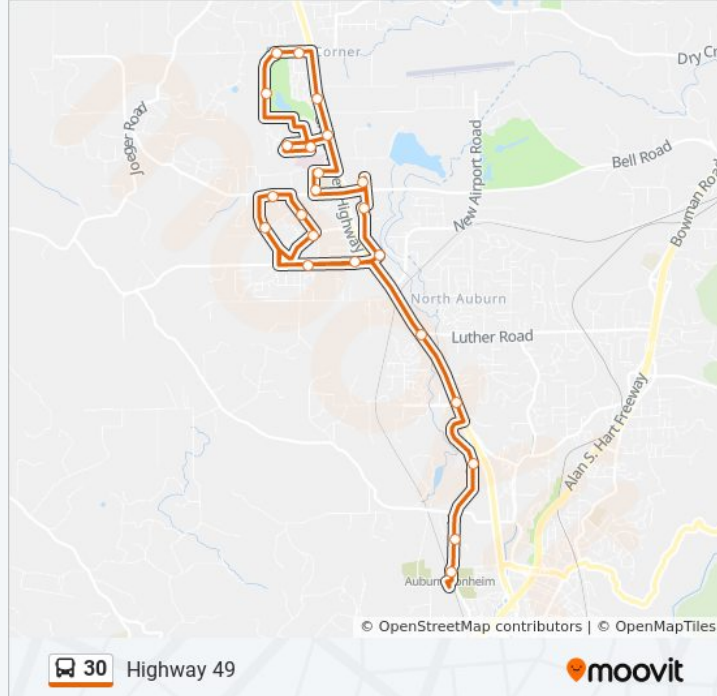 Corner
Dry Cr
Joeger Road
New Airport Road
Bell Road
Bowman Road
Highway
North Auburn
Luther Road
Alan S. Hart Freeway
Auburn
© OpenStreetMap contributors | © OpenMapTiles
30 Highway 49
moovit